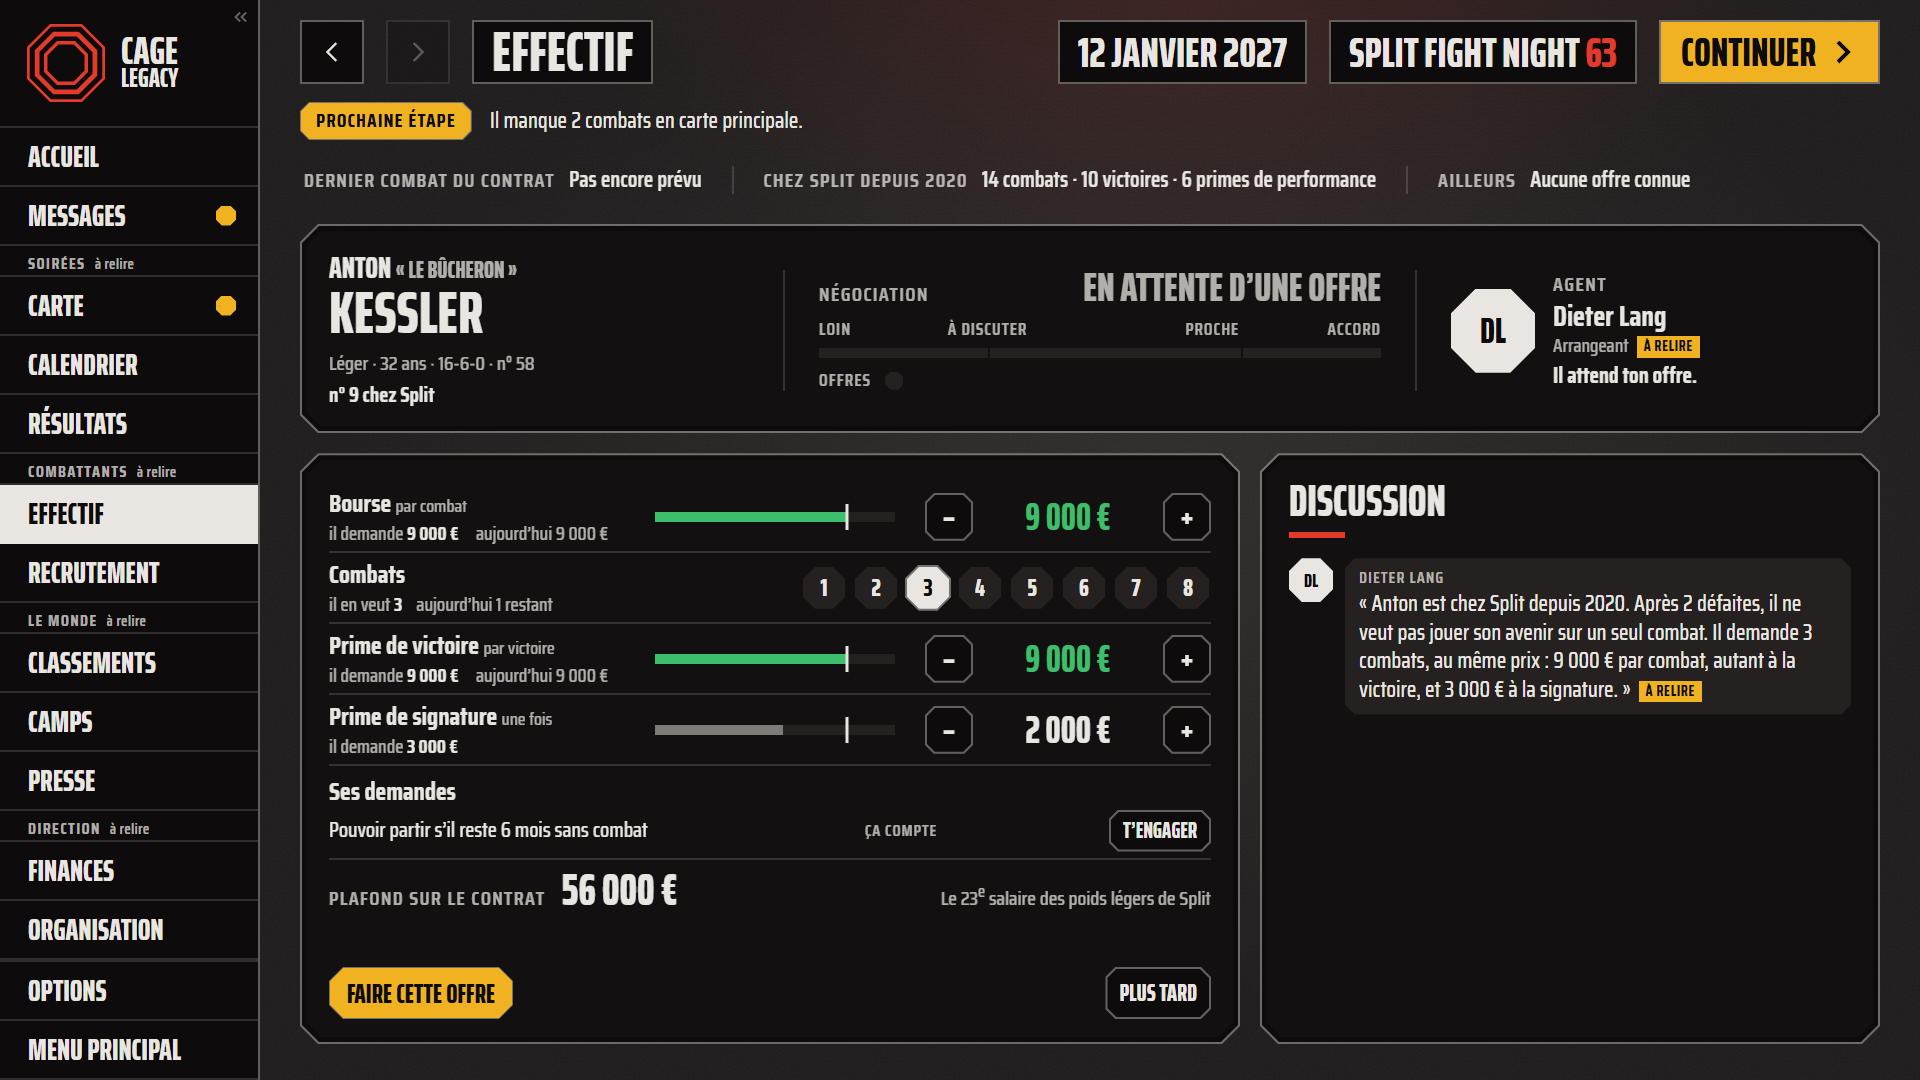 CAGE
LEGACY
«
ACCUEIL
MESSAGES
SOIRÉES à relire
CARTE
CALENDRIER
RÉSULTATS
COMBATTANTS à relire
EFFECTIF
RECRUTEMENT
LE MONDE à relire
CLASSEMENTS
CAMPS
PRESSE
DIRECTION à relire
FINANCES
ORGANISATION
OPTIONS
MENU PRINCIPAL
EFFECTIF
12 JANVIER 2027
SPLIT FIGHT NIGHT 63
CONTINUER
PROCHAINE ÉTAPE Il manque 2 combats en carte principale.
DERNIER COMBAT DU CONTRAT Pas encore prévu
CHEZ SPLIT DEPUIS 2020 14 combats · 10 victoires · 6 primes de performance
AILLEURS Aucune offre connue
ANTON « LE BÛCHERON »
KESSLER
Léger · 32 ans · 16-6-0 · n° 58
n° 9 chez Split
NÉGOCIATION EN ATTENTE D’UNE OFFRE
LOIN À DISCUTER PROCHE ACCORD
OFFRES
DL
AGENT
Dieter Lang
Arrangeant À RELIRE
Il attend ton offre.
Bourse par combat
il demande 9 000 € aujourd’hui 9 000 €
– 9 000 € +
Combats
il en veut 3 aujourd’hui 1 restant
1 2 3 4 5 6 7 8
Prime de victoire par victoire
il demande 9 000 € aujourd’hui 9 000 €
– 9 000 € +
Prime de signature une fois
il demande 3 000 €
– 2 000 € +
Ses demandes
Pouvoir partir s’il reste 6 mois sans combat ÇA COMPTE T’ENGAGER
PLAFOND SUR LE CONTRAT 56 000 € Le 23e salaire des poids légers de Split
FAIRE CETTE OFFRE PLUS TARD
DISCUSSION
DL
DIETER LANG
« Anton est chez Split depuis 2020. Après 2 défaites, il ne
veut pas jouer son avenir sur un seul combat. Il demande 3
combats, au même prix : 9 000 € par combat, autant à la
victoire, et 3 000 € à la signature. » À RELIRE